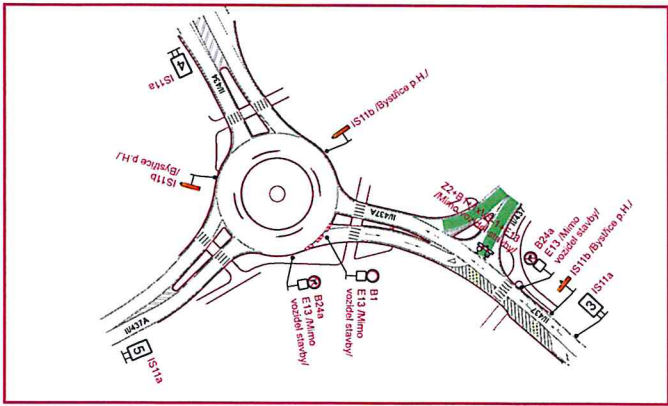 4
IS11a
II/434
IS11b /Bystřice p.H./
IS11b
/Bystřice p.H./
II/437A
Z2+B
/Mimo
II/437
B24a
E13 /Mimo
vozidel stavby/
IS11b /Bystřice p.H./
IS11a
3
B1
E13 /Mimo
vozidel stavby/
B24a
E13 /Mimo
vozidel stavby/
II/437A
5
IS11a